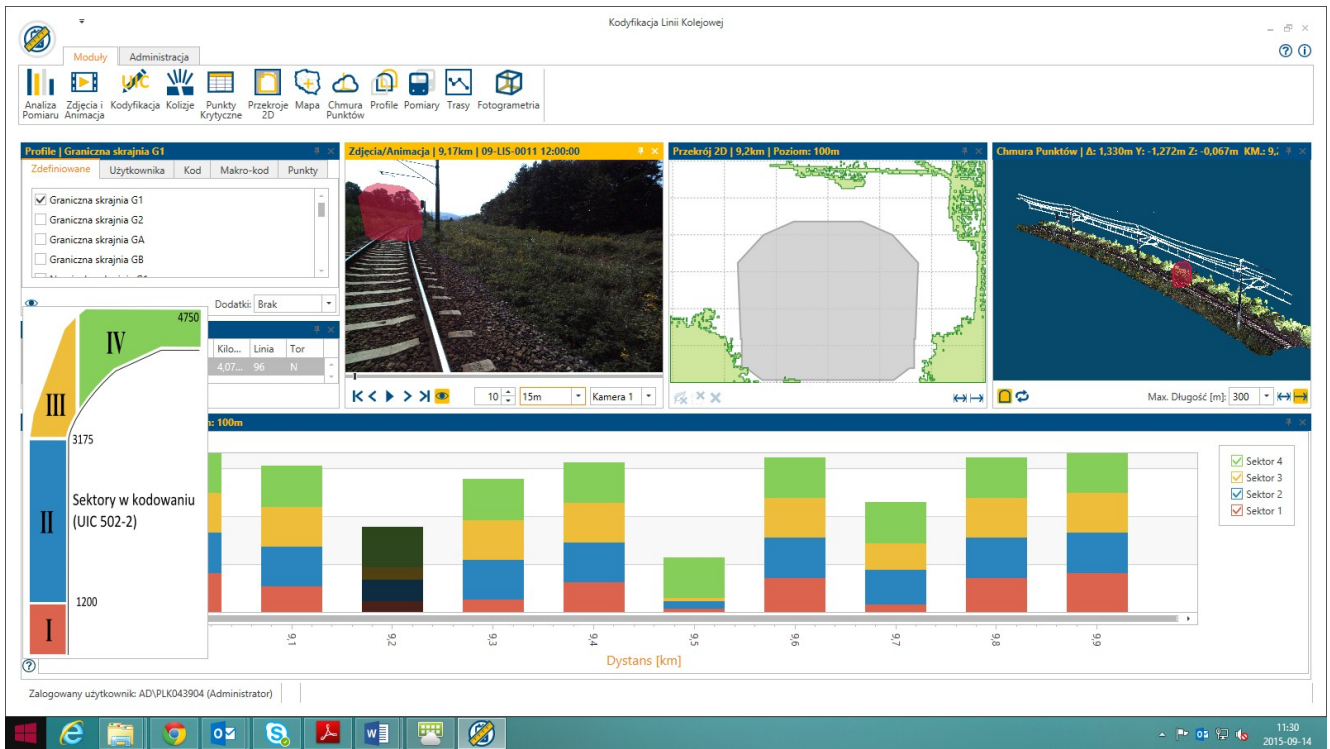 Kodyfikacja Linii Kolejowej
Moduły Administracja
Analiza Pomiaru
Zdjęcia i Animacja
Kodyfikacja
Kolizje
Punkty Krytyczne
Przekroje 2D
Mapa
Chmura Punktów
Profile
Pomiary
Trasy
Fotogrametria
Profile | Graniczna skrajnia G1
Zdefiniowane Użytkownika Kod Makro-kod Punkty
Graniczna skrajnia G1
Graniczna skrajnia G2
Graniczna skrajnia GA
Graniczna skrajnia GB
Dodatki: Brak
Kilo... Linia Tor
4,07... 96 N
Zdjęcia/Animacja | 9,17km | 09-LIS-0011 12:00:00
10 15m Kamera 1
Przekrój 2D | 9,2km | Poziom: 100m
Chmura Punktów | Δ: 1,330m Y: -1,272m Z: -0,067m KM.: 9,
Max. Długość [m]: 300
4750
IV
III
3175
Sektory w kodowaniu
(UIC 502-2)
II
1200
I
: 100m
Sektor 4
Sektor 3
Sektor 2
Sektor 1
9,1 9,2 9,3 9,4 9,5 9,6 9,7 9,8 9,9
Dystans [km]
Zalogowany użytkownik: AD\PLK043904 (Administrator)
11:30
2015-09-14